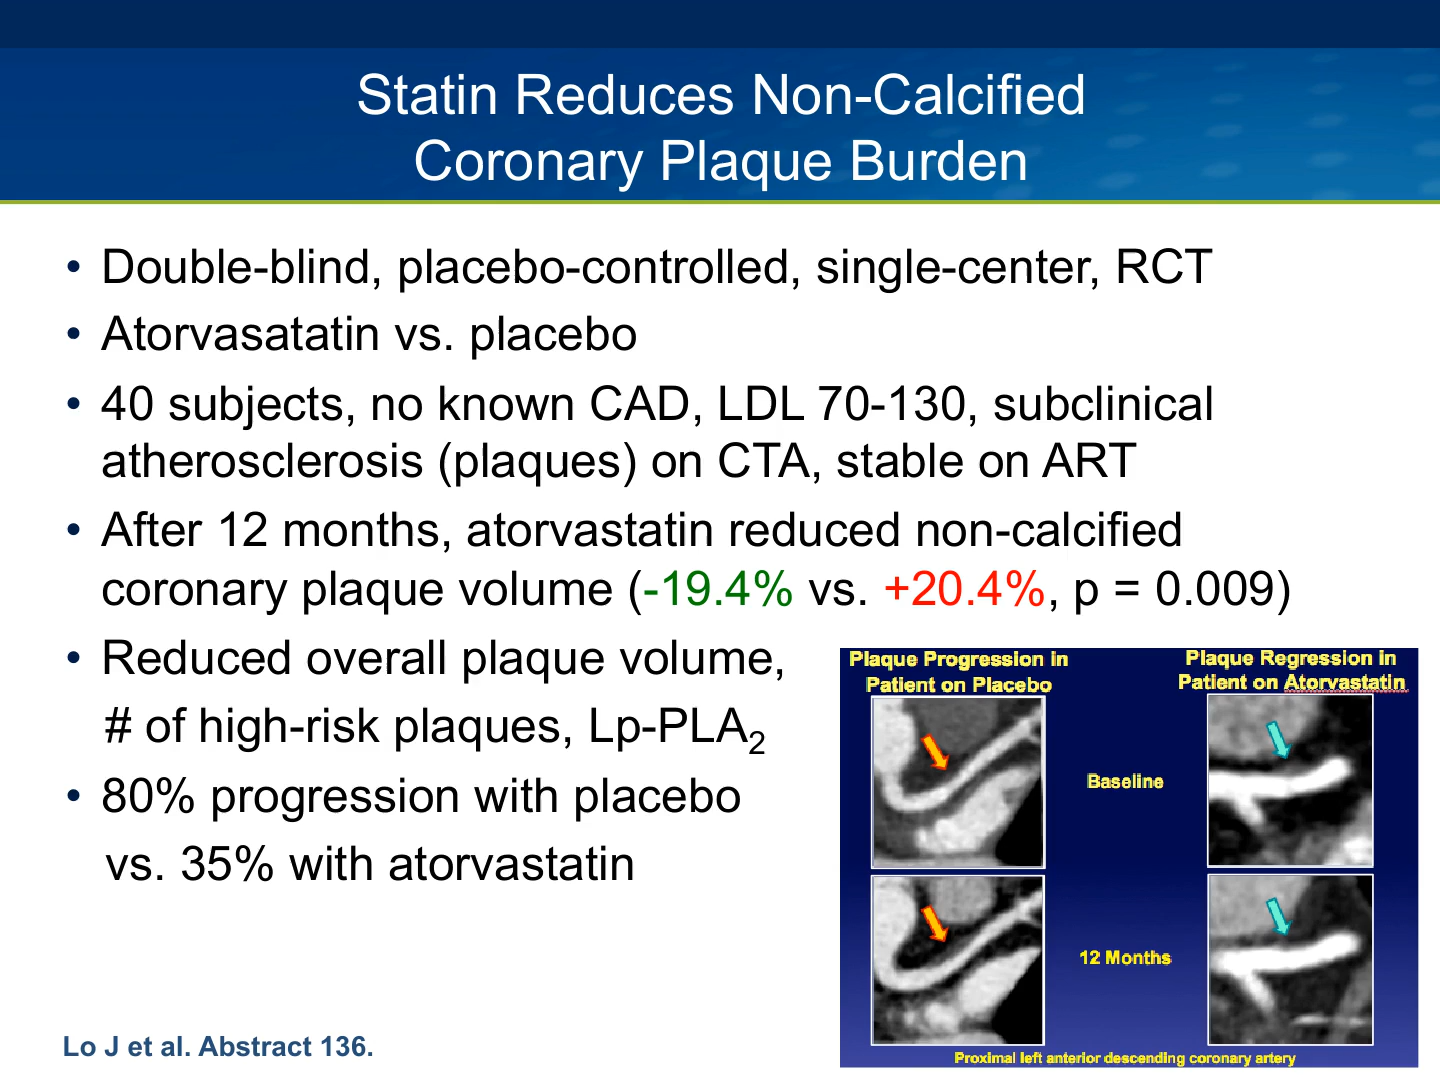 Statin Reduces Non-Calcified
Coronary Plaque Burden
• Double-blind, placebo-controlled, single-center, RCT
• Atorvasatatin vs. placebo
• 40 subjects, no known CAD, LDL 70-130, subclinical
atherosclerosis (plaques) on CTA, stable on ART
• After 12 months, atorvastatin reduced non-calcified
coronary plaque volume (-19.4% vs. +20.4%, p = 0.009)
• Reduced overall plaque volume,
# of high-risk plaques, Lp-PLA2
• 80% progression with placebo
vs. 35% with atorvastatin
Plaque Progression in
Patient on Placebo
Plaque Regression in
Patient on Atorvastatin
Baseline
12 Months
Proximal left anterior descending coronary artery
Lo J et al. Abstract 136.